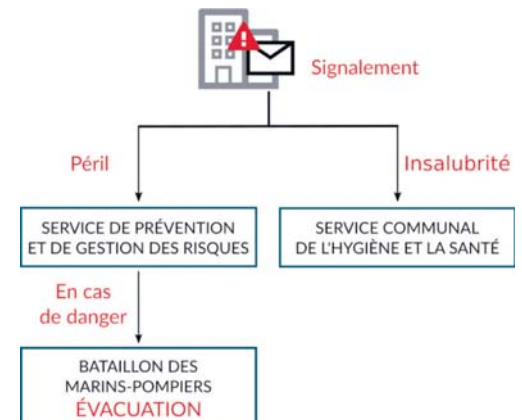 Signalement
Péril
Insalubrité
SERVICE DE PRÉVENTION
ET DE GESTION DES RISQUES
SERVICE COMMUNAL
DE L'HYGIÈNE ET LA SANTÉ
En cas
de danger
BATAILLON DES
MARINS-POMPIERS
ÉVACUATION